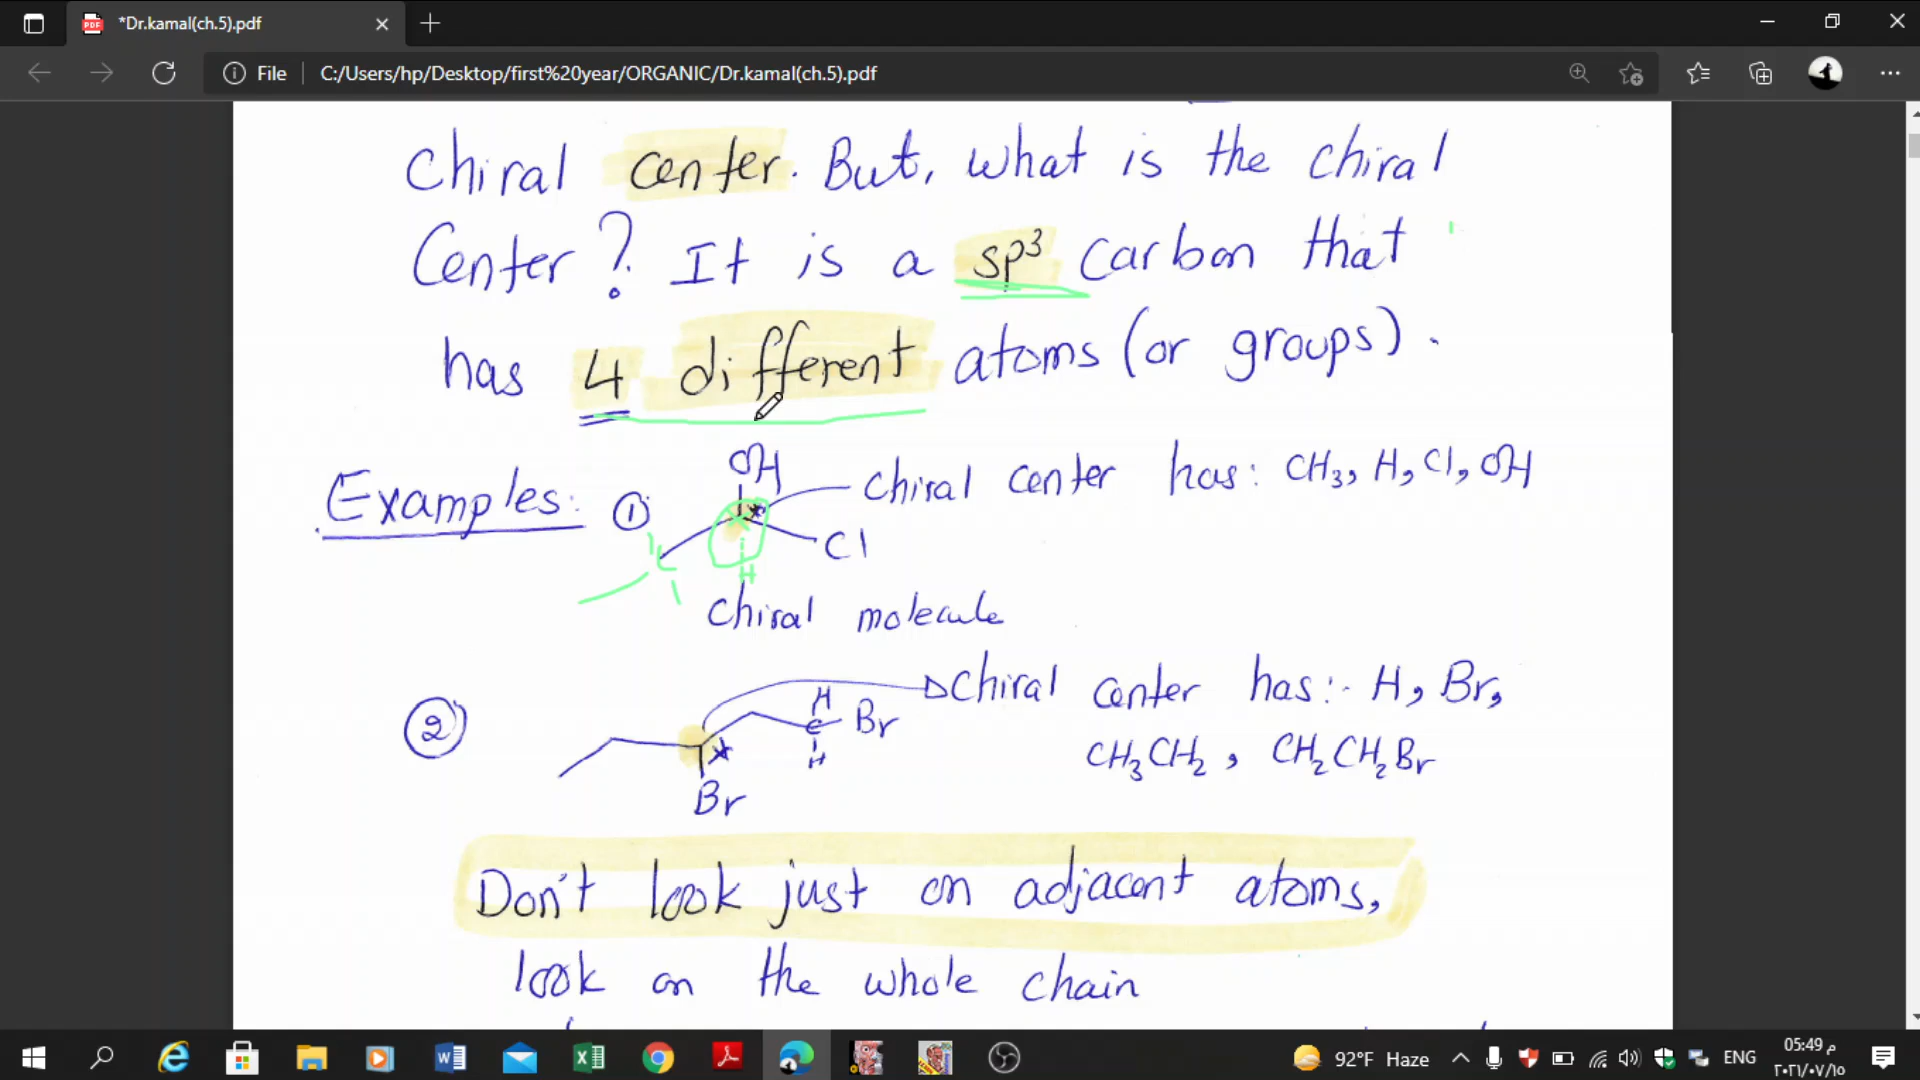 *Dr.kamal(ch.5).pdf
File
C:/Users/hp/Desktop/first%20year/ORGANIC/Dr.kamal(ch.5).pdf
Chiral center. But, what is the chiral
Center? It is a sp³ carbon that
has 4 different atoms (or groups).
Examples: ① OH Cl H Chiral center has: CH₃, H, Cl, OH
Chiral molecule
② Br H C H Br Chiral center has:- H, Br,
CH₃CH₂, CH₂CH₂Br
Don't look just on adjacent atoms,
look on the whole chain
92°F Haze
ENG
05:49 م
٢٠٢١/٠٧/١٥